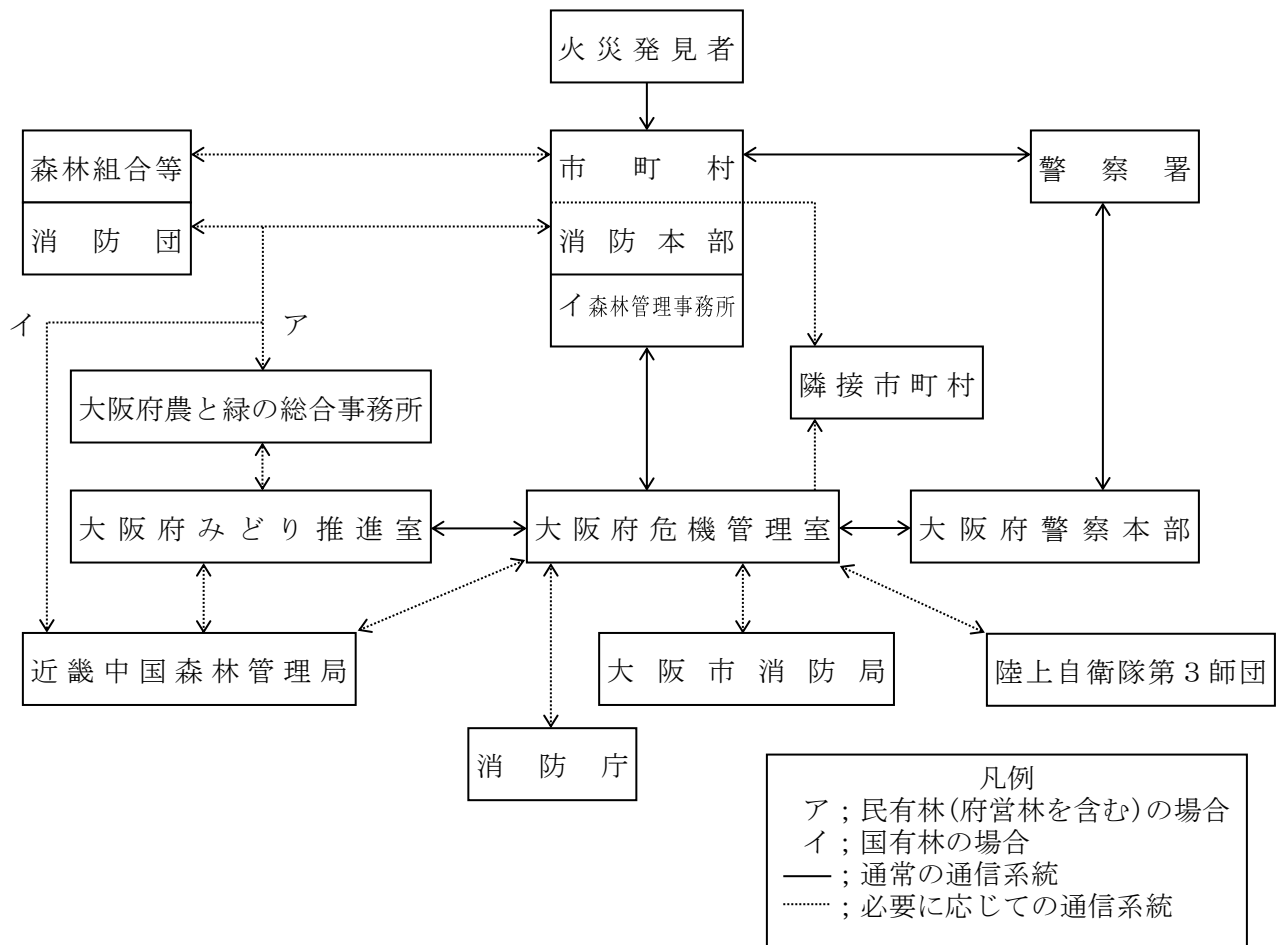 火災発見者
森林組合等
市町村
警察署
消防団
消防本部
イ森林管理事務所
イ
ア
隣接市町村
大阪府農と緑の総合事務所
大阪府みどり推進室
大阪府危機管理室
大阪府警察本部
近畿中国森林管理局
大阪市消防局
陸上自衛隊第3師団
消防庁
凡例
ア;民有林(府営林を含む)の場合
イ;国有林の場合
;通常の通信系統
;必要に応じての通信系統